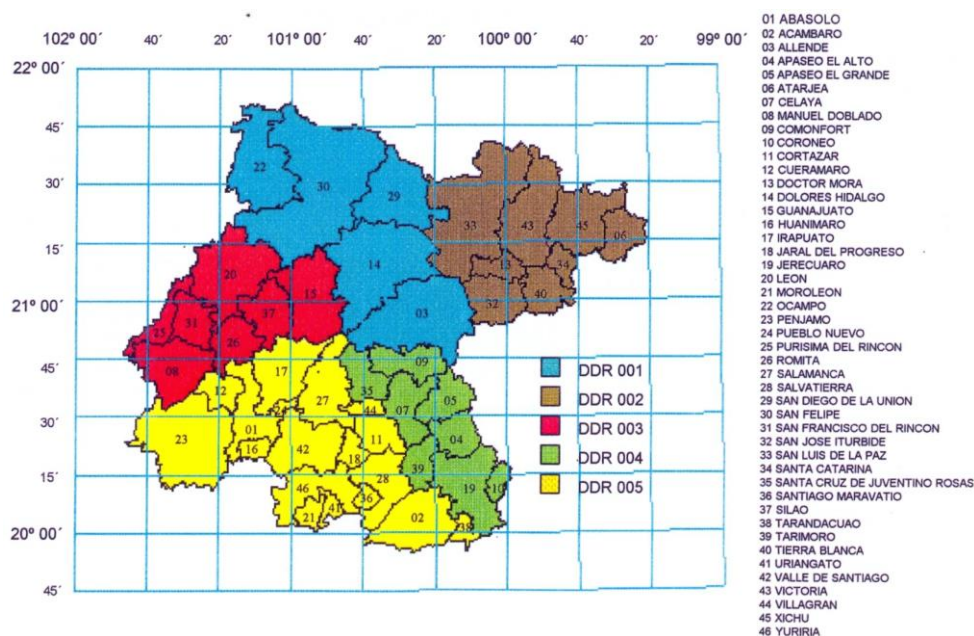 102º 00´ 40´ 20´ 101º 00´ 40´ 20´ 100º 00´ 40´ 20´ 99º 00´
22º 00´
45´
30´
15´
21º 00´
45´
30´
15´
20º 00´
45´
22
30
29
33
43
45
06
14
13
34
20
32
40
15
37
03
31
25
26
08
09
17
35
12
27
05
07
24
44
01
23
11
04
42
16
18
39
28
46
19
10
36
41
21
02
38
DDR 001
DDR 002
DDR 003
DDR 004
DDR 005
01 ABASOLO
02 ACAMBARO
03 ALLENDE
04 APASEO EL ALTO
05 APASEO EL GRANDE
06 ATARJEA
07 CELAYA
08 MANUEL DOBLADO
09 COMONFORT
10 CORONEO
11 CORTAZAR
12 CUERAMARO
13 DOCTOR MORA
14 DOLORES HIDALGO
15 GUANAJUATO
16 HUANIMARO
17 IRAPUATO
18 JARAL DEL PROGRESO
19 JERECUARO
20 LEON
21 MOROLEON
22 OCAMPO
23 PENJAMO
24 PUEBLO NUEVO
25 PURISIMA DEL RINCON
26 ROMITA
27 SALAMANCA
28 SALVATIERRA
29 SAN DIEGO DE LA UNION
30 SAN FELIPE
31 SAN FRANCISCO DEL RINCON
32 SAN JOSE ITURBIDE
33 SAN LUIS DE LA PAZ
34 SANTA CATARINA
35 SANTA CRUZ DE JUVENTINO ROSAS
36 SANTIAGO MARAVATIO
37 SILAO
38 TARANDACUAO
39 TARIMORO
40 TIERRA BLANCA
41 URIANGATO
42 VALLE DE SANTIAGO
43 VICTORIA
44 VILLAGRAN
45 XICHU
46 YURIRIA